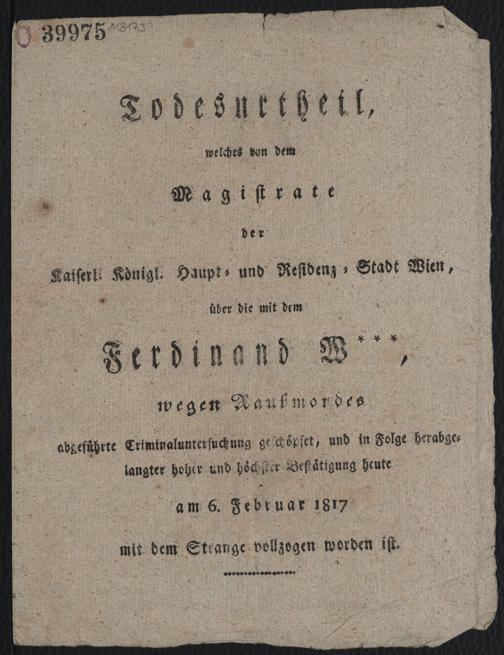 39975
Todesurtheil,
welches von dem
Magistrate
der
Kaiserl. Königl. Haupt- und Residenz-Stadt Wien,
über die mit dem
Ferdinand W***,
wegen Raubmordes
abgeführte Criminaluntersuchung geschöpfet, und in Folge herabge-
langter hoher und höchster Bestätigung heute
am 6. Februar 1817
mit dem Strange vollzogen worden ist.